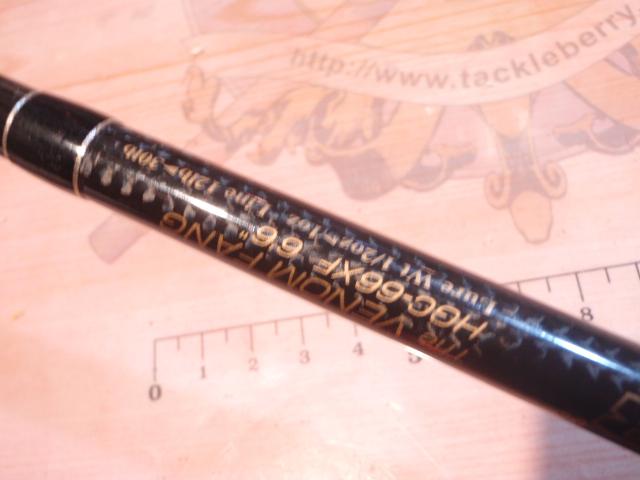 http://www.tackleberry.
The VENOM FANG
HGC-66XF 6'6"
Lure Wt 1/2oz~1oz Line 12lb~30lb
0 1 2 3 4 5 8